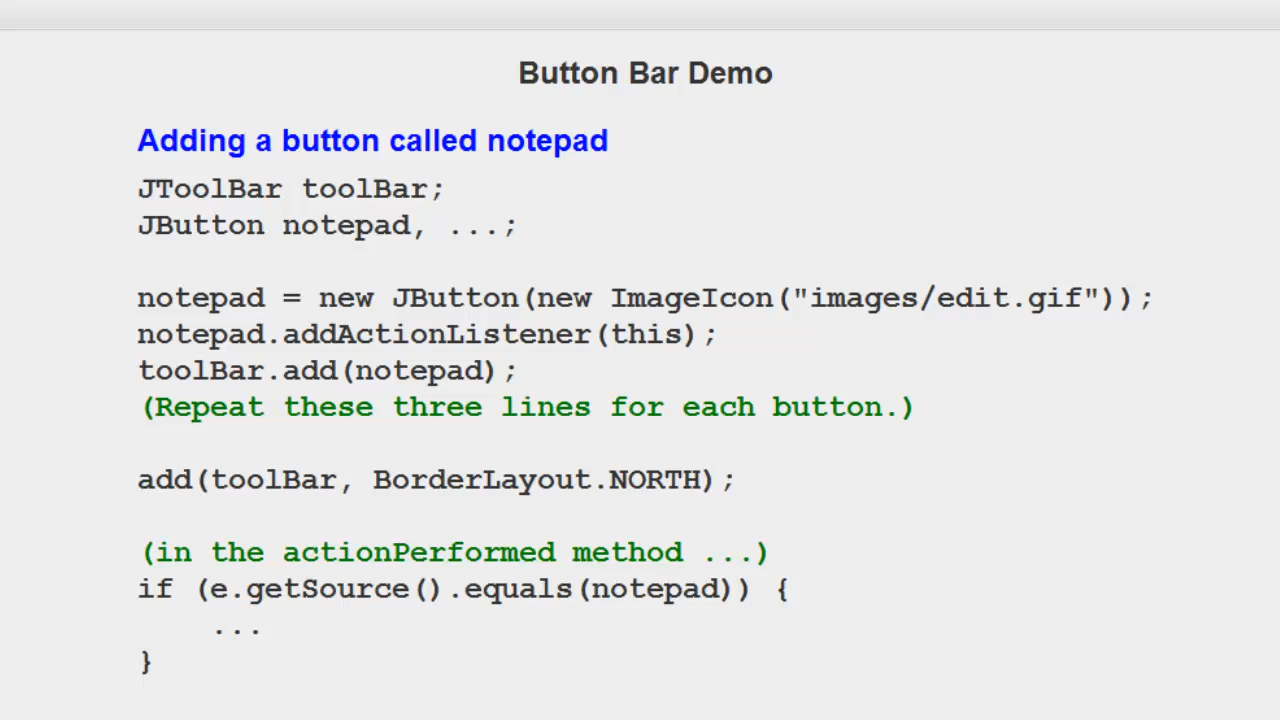 Button Bar Demo
Adding a button called notepad
JToolBar toolBar;
JButton notepad, ...;
notepad = new JButton(new ImageIcon("images/edit.gif"));
notepad.addActionListener(this);
toolBar.add(notepad);
(Repeat these three lines for each button.)
add(toolBar, BorderLayout.NORTH);
(in the actionPerformed method ...)
if (e.getSource().equals(notepad)) {
...
}